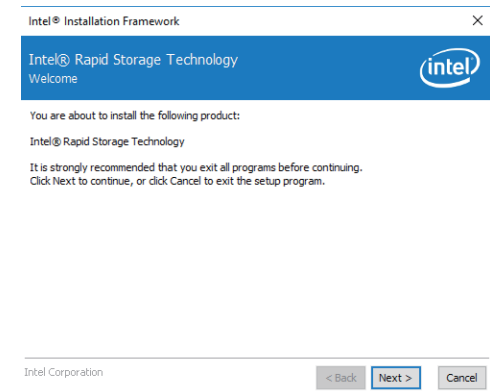 Intel® Installation Framework
Intel® Rapid Storage Technology
Welcome
intel
You are about to install the following product:
Intel® Rapid Storage Technology
It is strongly recommended that you exit all programs before continuing.
Click Next to continue, or click Cancel to exit the setup program.
Intel Corporation
< Back Next > Cancel